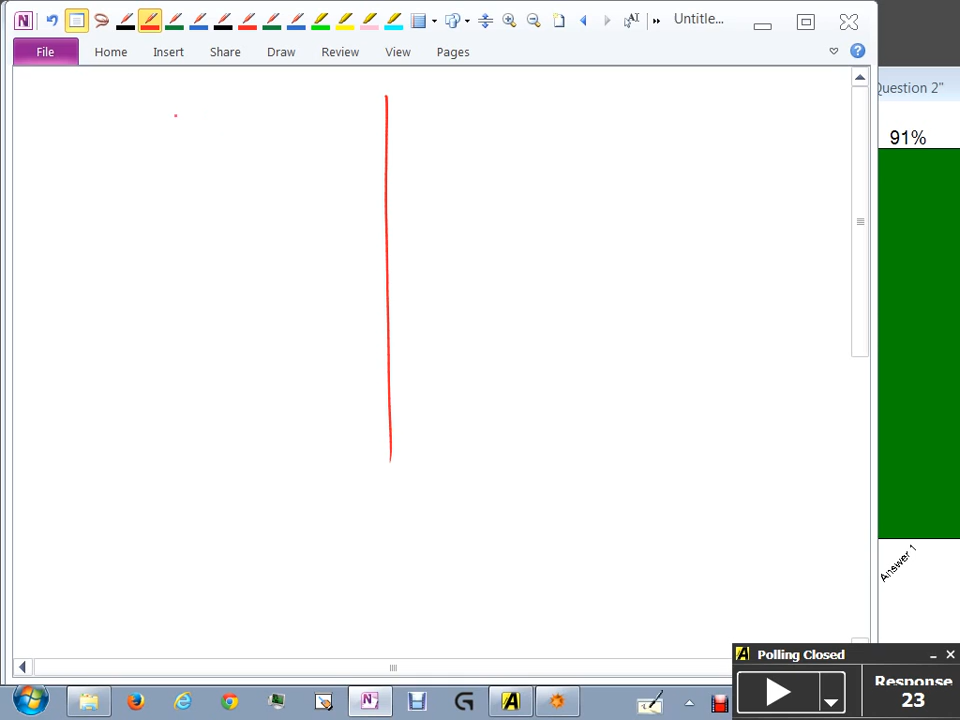 Untitle...
File Home Insert Share Draw Review View Pages
Question 2"
91%
Answer 1
Polling Closed
Response
23